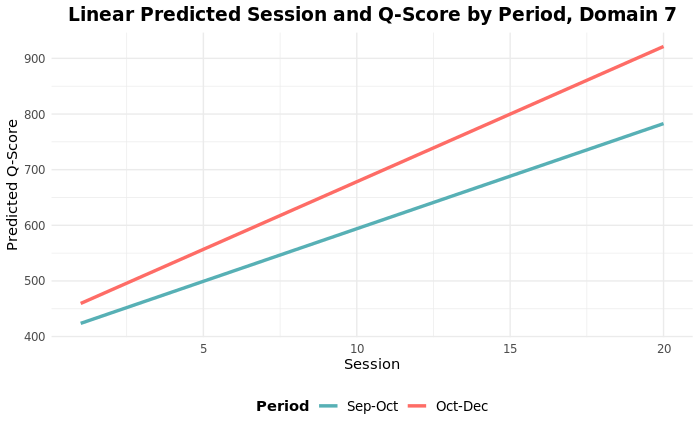 Linear Predicted Session and Q-Score by Period, Domain 7
Predicted Q-Score
900
800
700
600
500
400
5 10 15 20
Session
Period Sep-Oct Oct-Dec